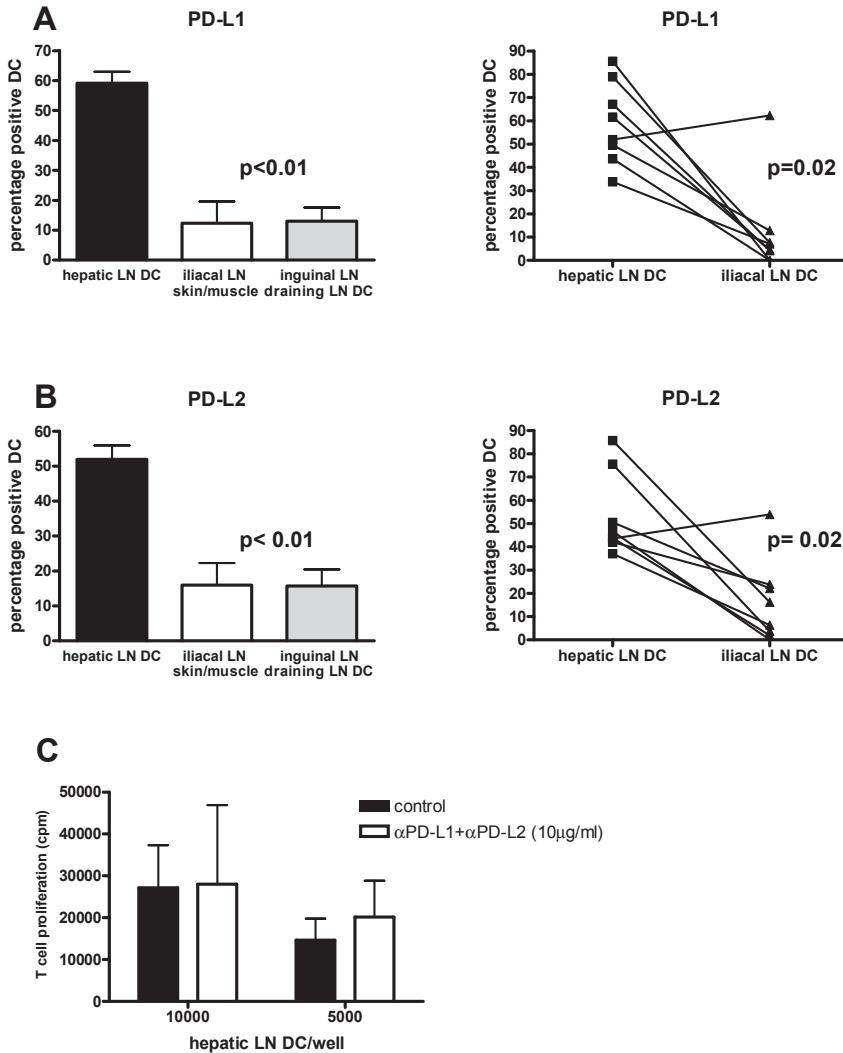 A
PD-L1
percentage positive DC
70
60
50
40
30
20
10
0
p<0.01
hepatic LN DC
iliacal LN
skin/muscle
inguinal LN
draining LN DC
PD-L1
percentage positive DC
90
80
70
60
50
40
30
20
10
0
p=0.02
hepatic LN DC
iliacal LN DC
B
PD-L2
percentage positive DC
60
50
40
30
20
10
0
p< 0.01
hepatic LN DC
iliacal LN
skin/muscle
inguinal LN
draining LN DC
PD-L2
percentage positive DC
90
80
70
60
50
40
30
20
10
0
p= 0.02
hepatic LN DC
iliacal LN DC
C
T cell proliferation (cpm)
50000
40000
30000
20000
10000
0
control
αPD-L1+αPD-L2 (10μg/ml)
10000
5000
hepatic LN DC/well